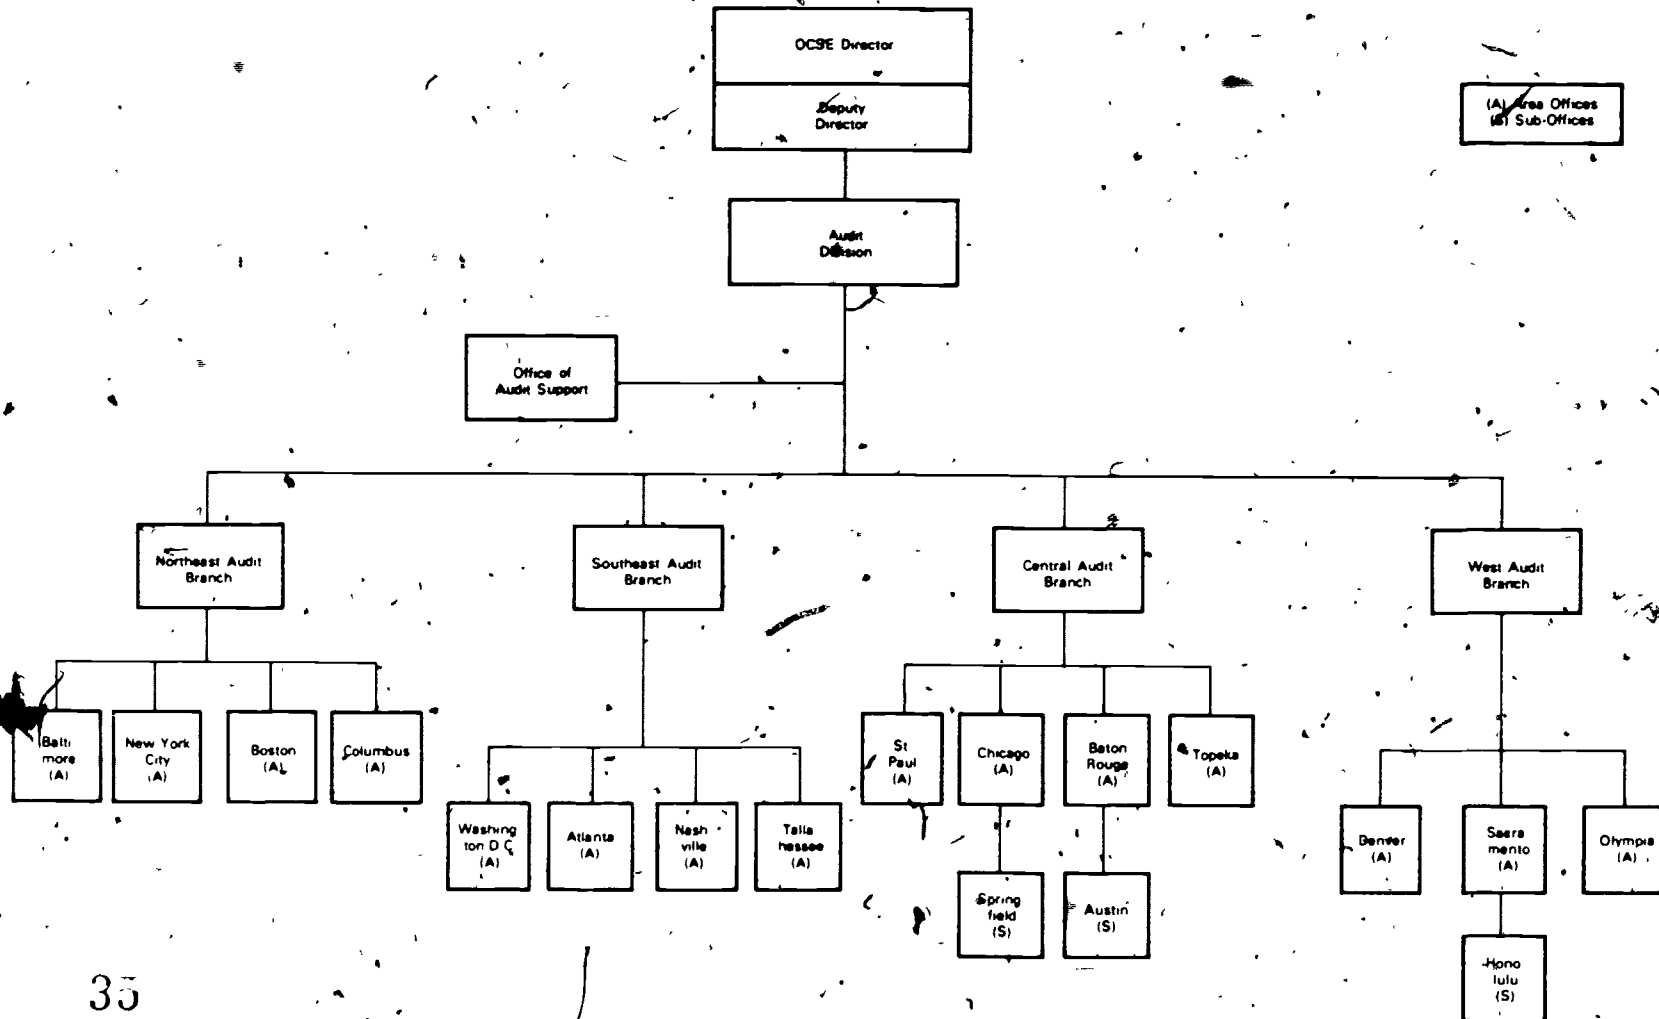 OCSE Director
Deputy
Director
(A) Area Offices
(S) Sub-Offices
Audit
Division
Office of
Audit Support
Northeast Audit
Branch
Southeast Audit
Branch
Central Audit
Branch
West Audit
Branch
Balti
more
(A)
New York
City
(A)
Boston
(A)
Columbus
(A)
Washing
ton D C
(A)
Atlanta
(A)
Nash
ville
(A)
Talla
hassee
(A)
St
Paul
(A)
Chicago
(A)
Baton
Rouge
(A)
Topeka
(A)
Spring
field
(S)
Austin
(S)
Denver
(A)
Sacra
mento
(A)
Olympia
(A)
Hono
lulu
(S)
35